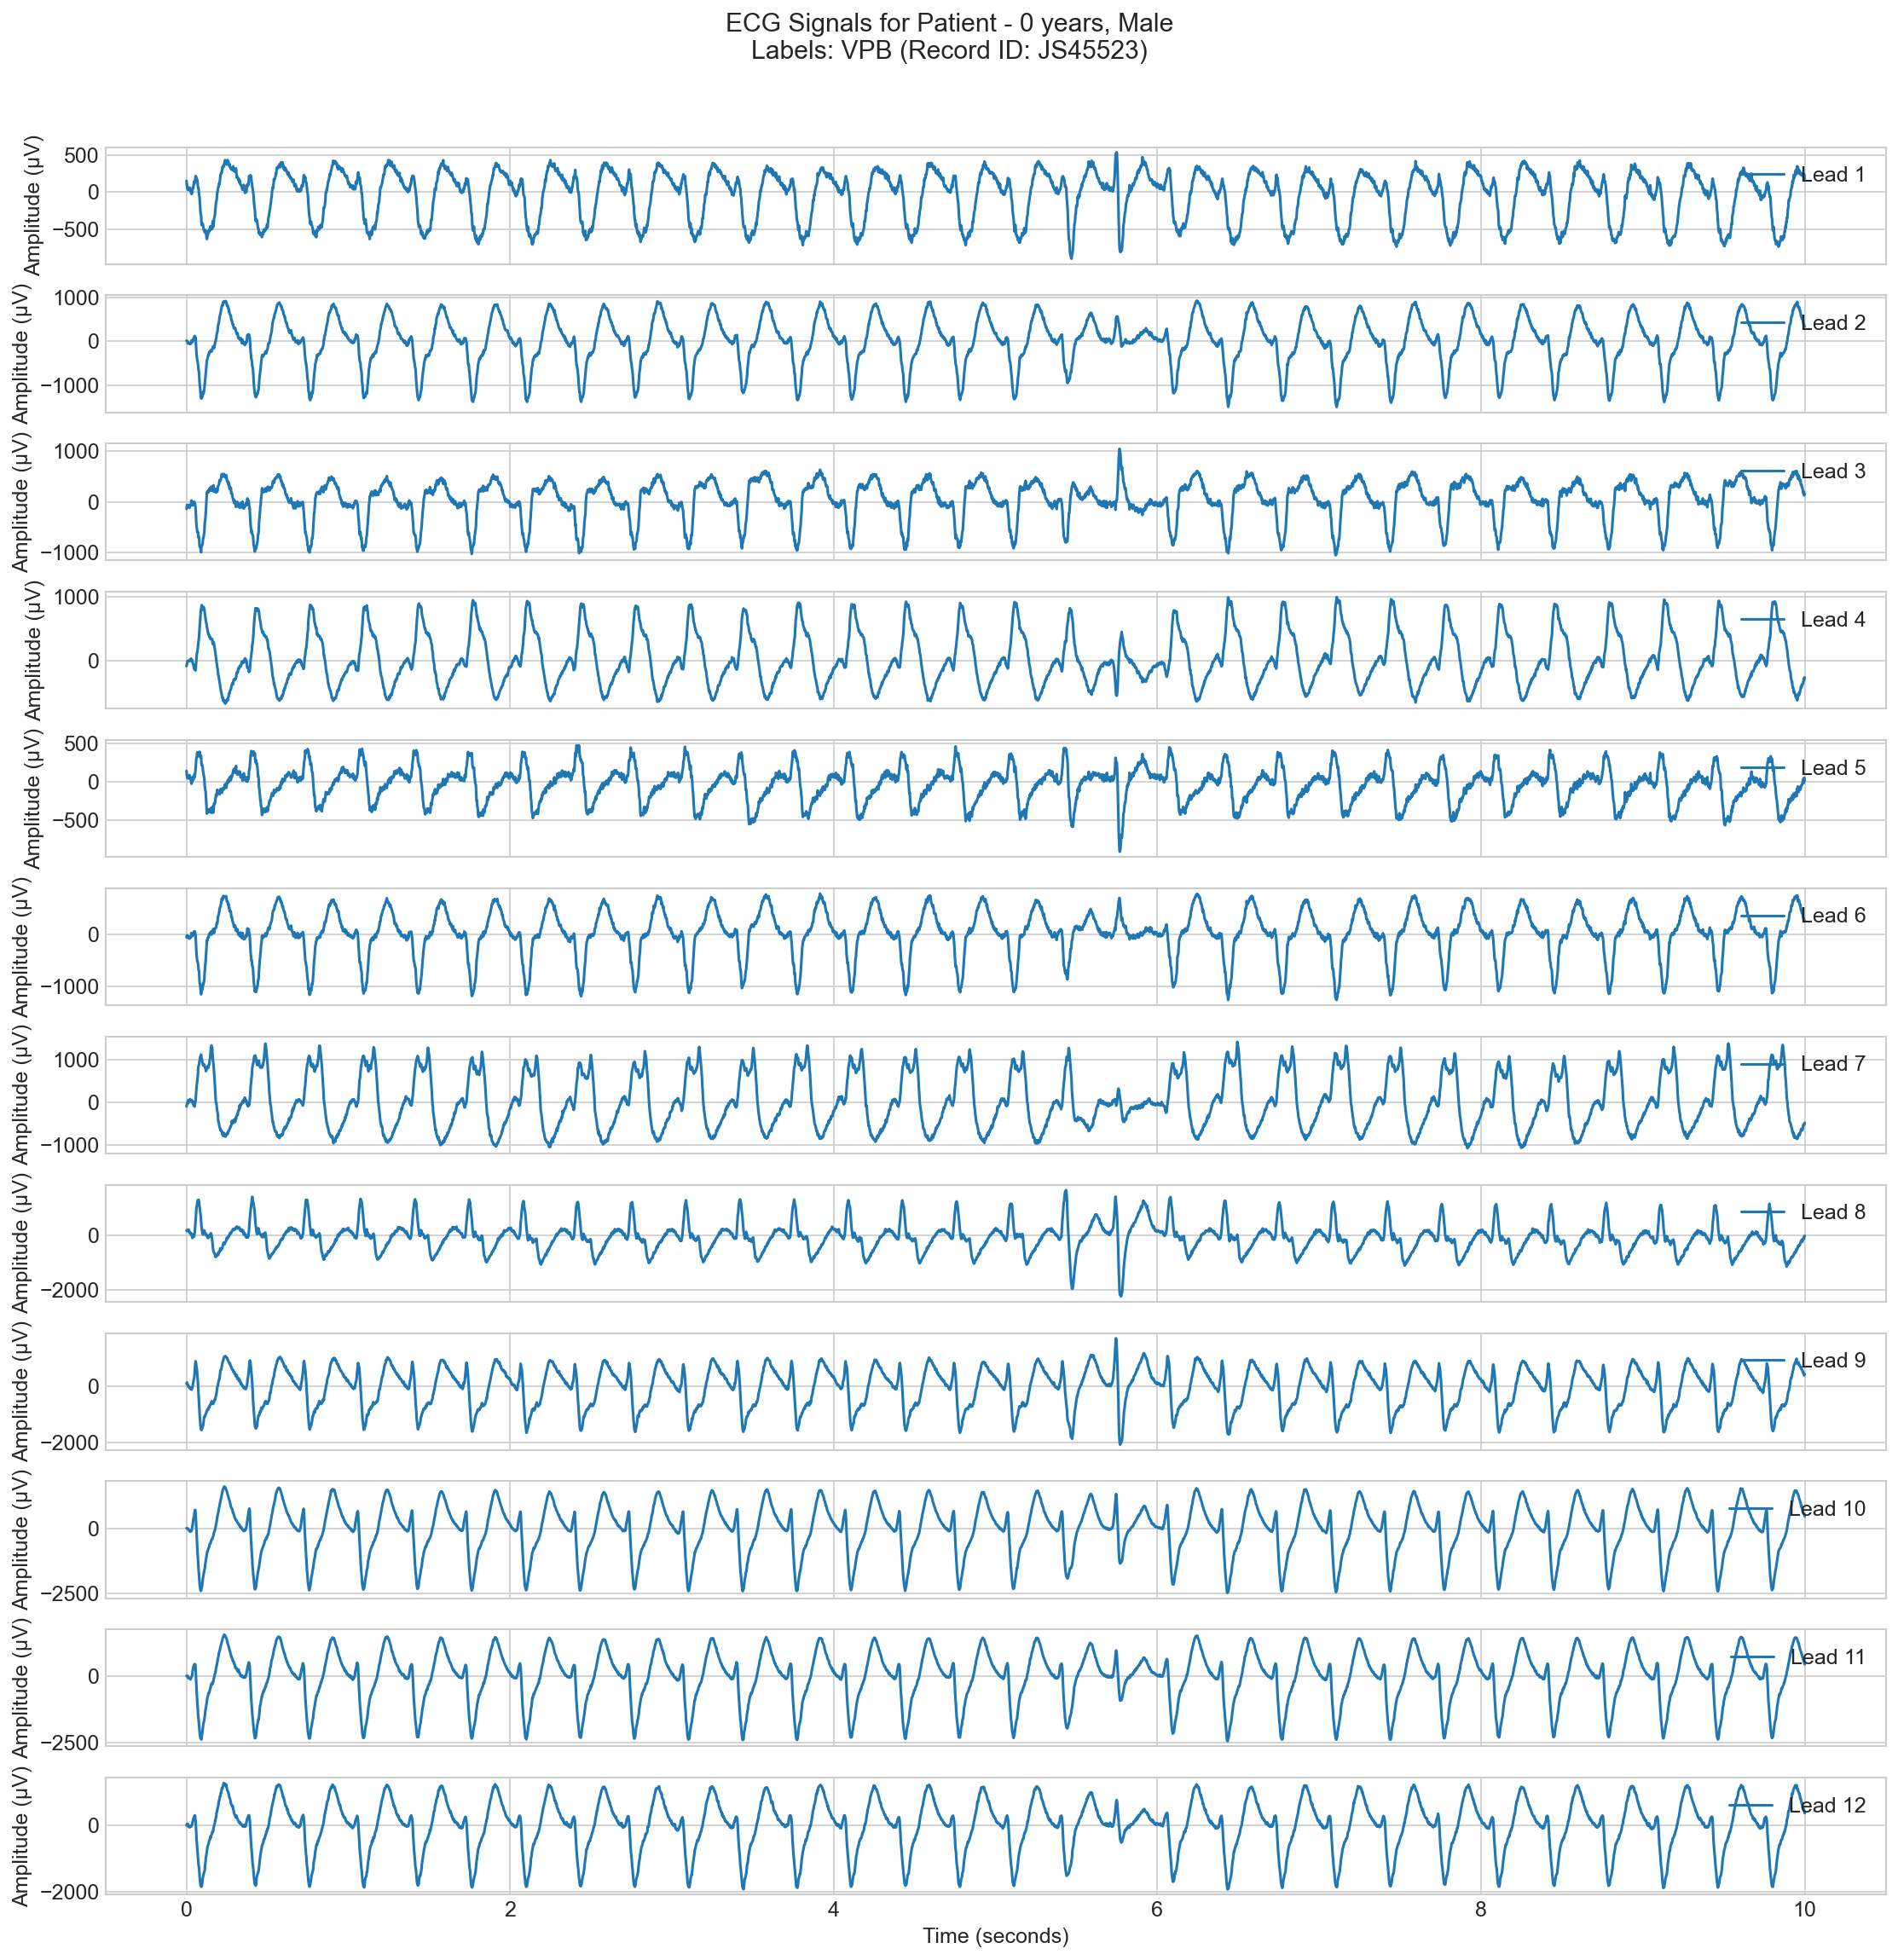 ECG Signals for Patient - 0 years, Male
Labels: VPB (Record ID: JS45523)
Amplitude (µV)
500
0
−500
Lead 1
Amplitude (µV)
1000
0
−1000
Lead 2
Amplitude (µV)
1000
0
−1000
Lead 3
Amplitude (µV)
1000
0
Lead 4
Amplitude (µV)
500
0
−500
Lead 5
Amplitude (µV)
0
−1000
Lead 6
Amplitude (µV)
1000
0
−1000
Lead 7
Amplitude (µV)
0
−2000
Lead 8
Amplitude (µV)
0
−2000
Lead 9
Amplitude (µV)
0
−2500
Lead 10
Amplitude (µV)
0
−2500
Lead 11
Amplitude (µV)
0
−2000
Lead 12
0 2 4 6 8 10
Time (seconds)